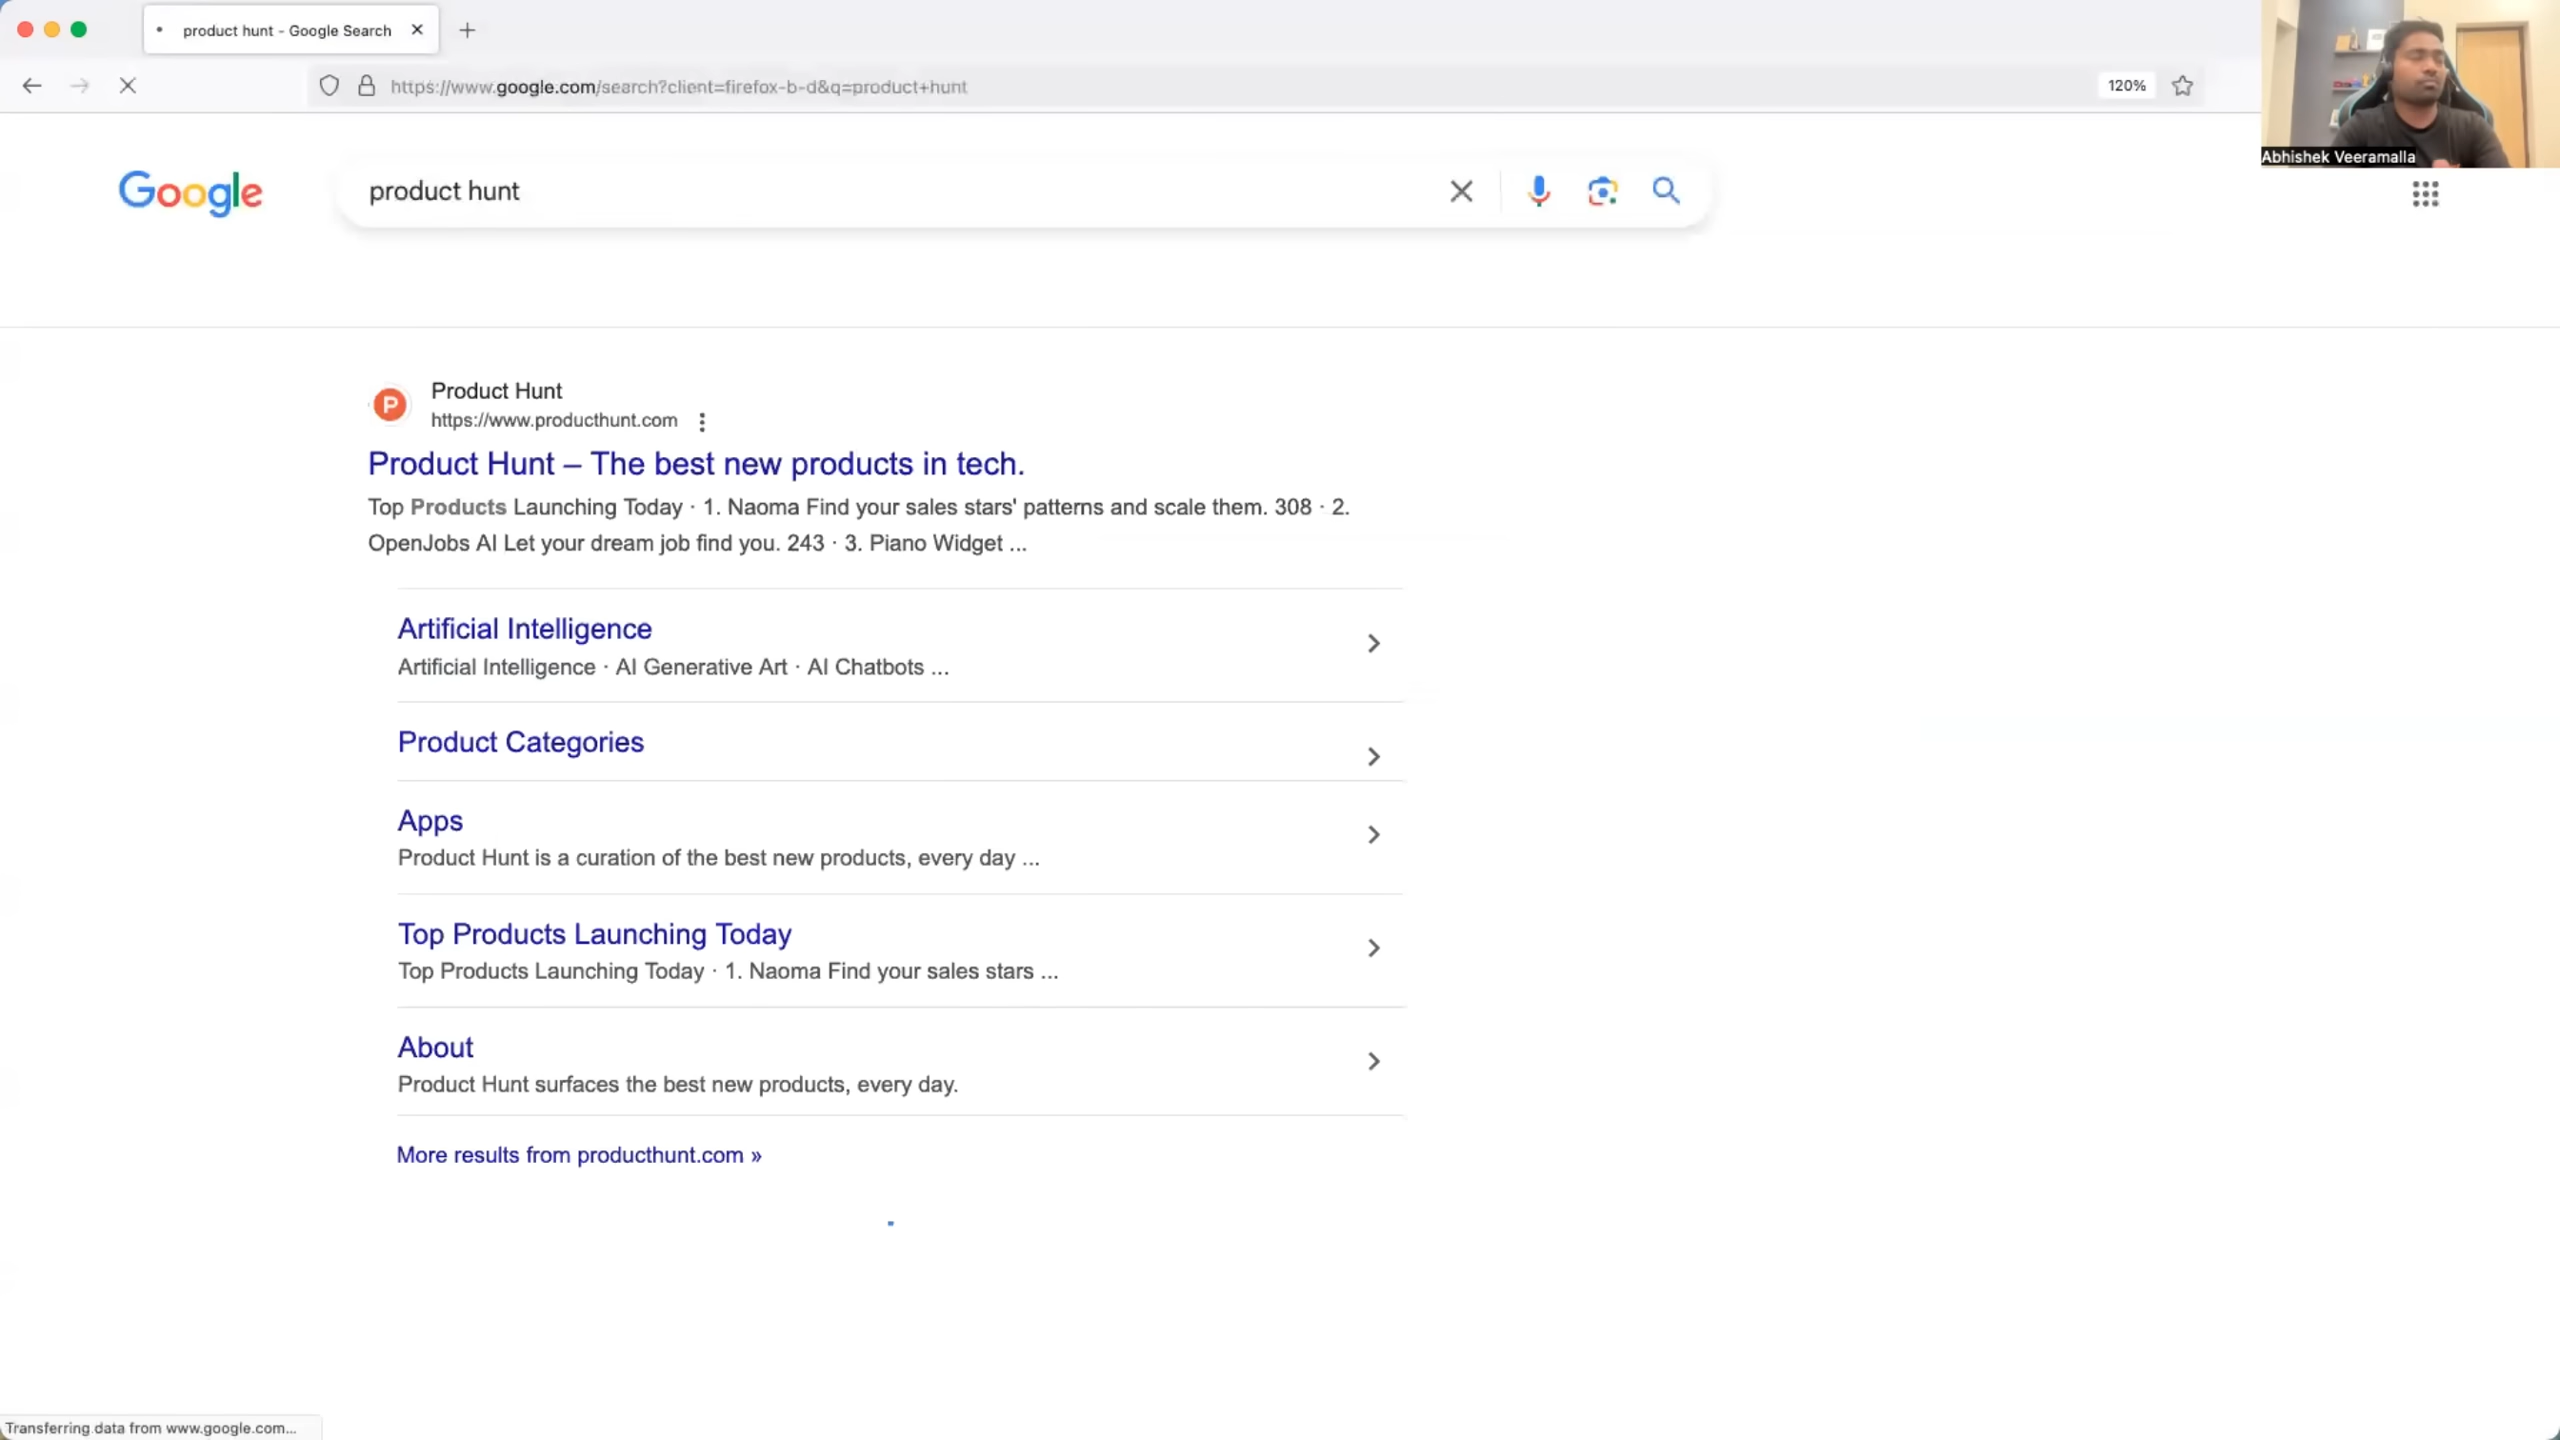 product hunt - Google Search
https://www.google.com/search?client=firefox-b-d&q=product+hunt
120%
Abhishek Veeramalla
Google
product hunt
P
Product Hunt
https://www.producthunt.com
Product Hunt – The best new products in tech.
Top Products Launching Today · 1. Naoma Find your sales stars' patterns and scale them. 308 · 2.
OpenJobs AI Let your dream job find you. 243 · 3. Piano Widget ...
Artificial Intelligence
Artificial Intelligence · AI Generative Art · AI Chatbots ...
Product Categories
Apps
Product Hunt is a curation of the best new products, every day ...
Top Products Launching Today
Top Products Launching Today · 1. Naoma Find your sales stars ...
About
Product Hunt surfaces the best new products, every day.
More results from producthunt.com »
Transferring data from www.google.com...